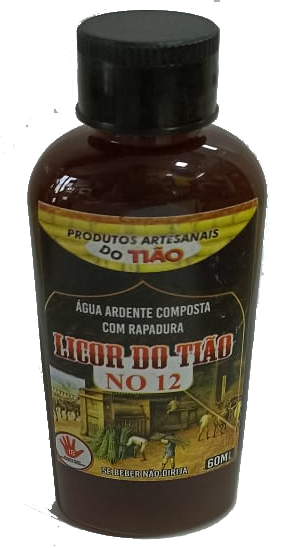 PRODUTOS ARTESANAIS
DO TIÃO
ÁGUA ARDENTE COMPOSTA
COM RAPADURA
LICOR DO TIÃO
NO 12
18
SE BEBER NÃO DIRIJA
60ML